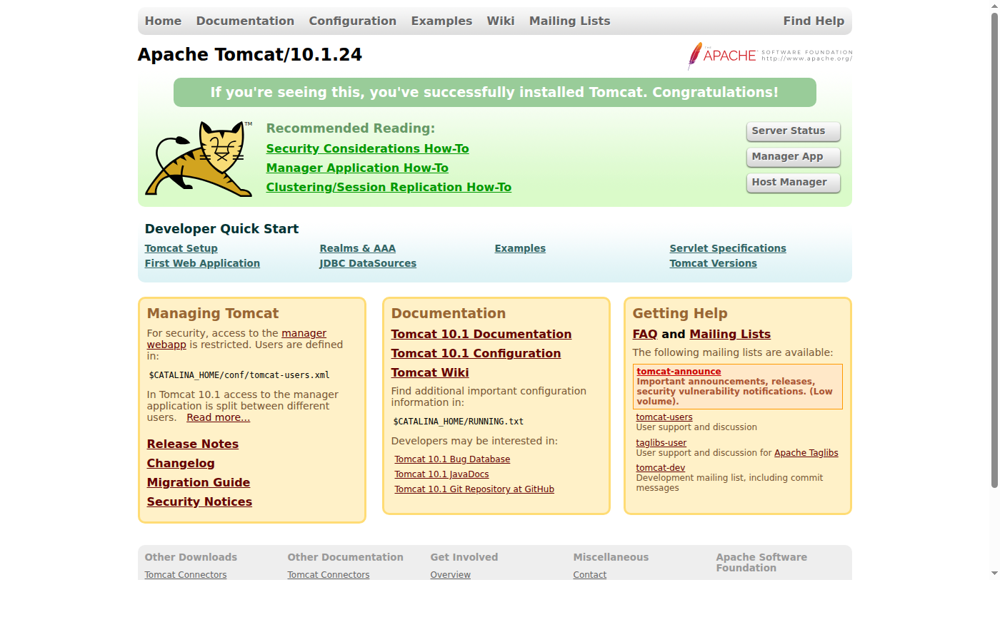 Home Documentation Configuration Examples Wiki Mailing Lists Find Help
Apache Tomcat/10.1.24
THE
APACHE SOFTWARE FOUNDATION
http://www.apache.org/
If you're seeing this, you've successfully installed Tomcat. Congratulations!
TM
Recommended Reading:
Security Considerations How-To
Manager Application How-To
Clustering/Session Replication How-To
Server Status
Manager App
Host Manager
Developer Quick Start
Tomcat Setup
First Web Application
Realms & AAA
JDBC DataSources
Examples
Servlet Specifications
Tomcat Versions
Managing Tomcat
For security, access to the manager
webapp is restricted. Users are defined
in:
$CATALINA_HOME/conf/tomcat-users.xml
In Tomcat 10.1 access to the manager
application is split between different
users. Read more...
Release Notes
Changelog
Migration Guide
Security Notices
Documentation
Tomcat 10.1 Documentation
Tomcat 10.1 Configuration
Tomcat Wiki
Find additional important configuration
information in:
$CATALINA_HOME/RUNNING.txt
Developers may be interested in:
Tomcat 10.1 Bug Database
Tomcat 10.1 JavaDocs
Tomcat 10.1 Git Repository at GitHub
Getting Help
FAQ and Mailing Lists
The following mailing lists are available:
tomcat-announce
Important announcements, releases,
security vulnerability notifications. (Low
volume).
tomcat-users
User support and discussion
taglibs-user
User support and discussion for Apache Taglibs
tomcat-dev
Development mailing list, including commit
messages
Other Downloads
Tomcat Connectors
Other Documentation
Tomcat Connectors
Get Involved
Overview
Miscellaneous
Contact
Apache Software
Foundation